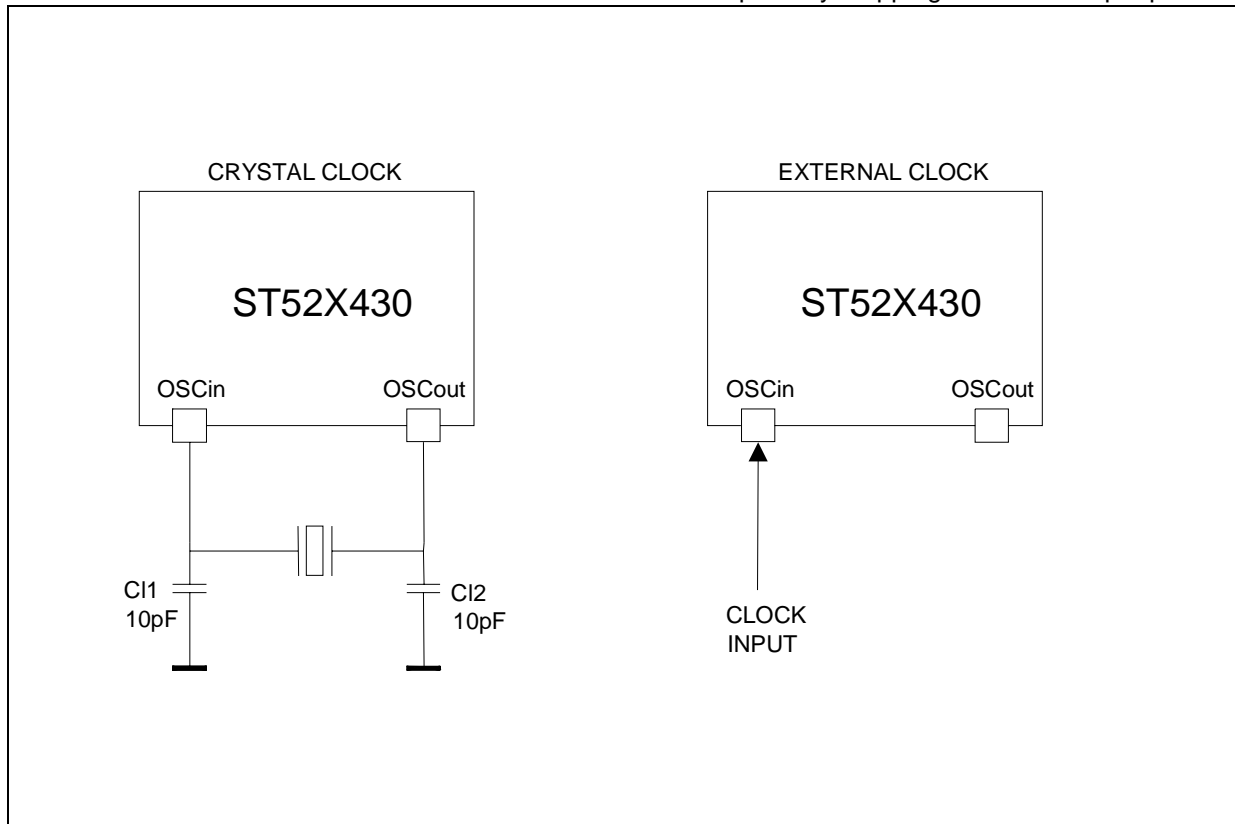 CRYSTAL CLOCK
ST52X430
OSCin
OSCout
Cl1
10pF
Cl2
10pF
EXTERNAL CLOCK
ST52X430
OSCin
OSCout
CLOCK
INPUT